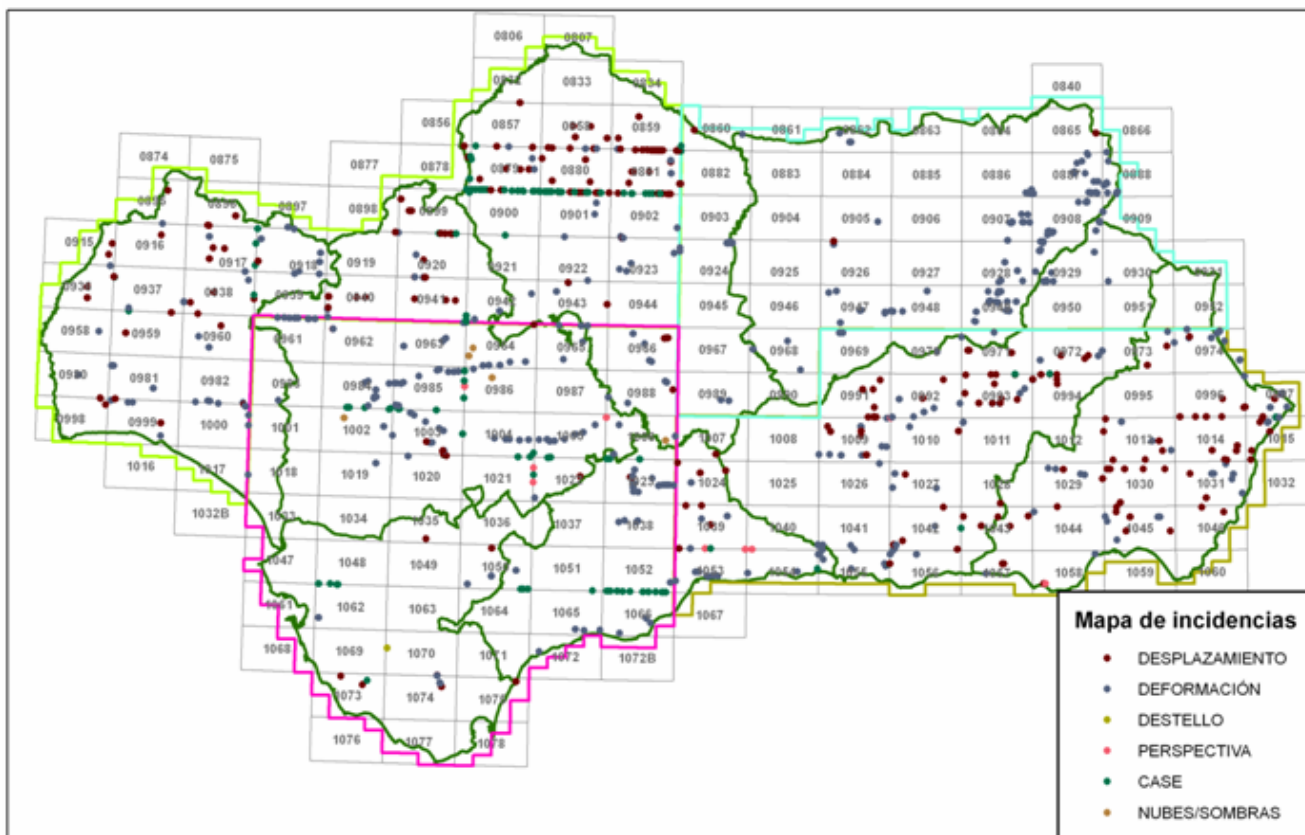 0806 0807
0833 0834
0840
0856 0857 0858 0859 0860 0861 0862 0863 0864 0865 0866
0874 0875 0877 0878 0879 0880 0881 0882 0883 0884 0885 0886 0887 0888
0895 0896 0897 0898 0899 0900 0901 0902 0903 0904 0905 0906 0907 0908 0909
0915 0916 0917 0918 0919 0920 0921 0922 0923 0924 0925 0926 0927 0928 0929 0930 0931
0937 0938 0939 0940 0941 0942 0943 0944 0945 0946 0947 0948 0949 0950 0951 0952
0958 0959 0960 0961 0962 0963 0964 0965 0966 0967 0968 0969 0970 0971 0972 0973 0974
0980 0981 0982 0983 0984 0985 0986 0987 0988 0989 0990 0991 0992 0993 0994 0995 0996 0997
0998 0999 1000 1001 1002 1003 1004 1005 1006 1007 1008 1009 1010 1011 1012 1013 1014 1015
1016 1017 1018 1019 1020 1021 1022 1023 1024 1025 1026 1027 1028 1029 1030 1031 1032
1032B 1033 1034 1035 1036 1037 1038 1039 1040 1041 1042 1043 1044 1045 1046
1047 1048 1049 1050 1051 1052 1053 1054 1055 1056 1057 1058 1059 1060
1061 1062 1063 1064 1065 1066 1067
1068 1069 1070 1071 1072 1072B
1073 1074 1075
1076 1077 1078
Mapa de incidencias
DESPLAZAMIENTO
DEFORMACIÓN
DESTELLO
PERSPECTIVA
CASE
NUBES/SOMBRAS